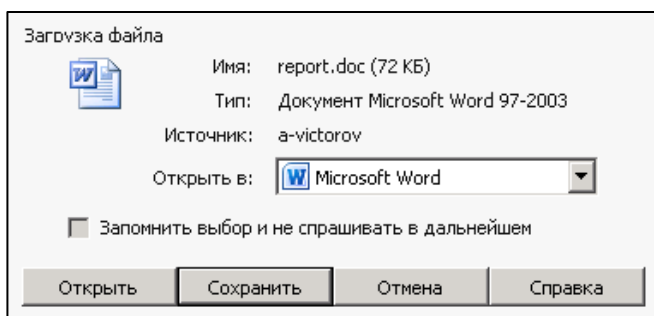 Загрузка файла
Имя: report.doc (72 КБ)
Тип: Документ Microsoft Word 97-2003
Источник: a-victorov
Открыть в: Microsoft Word
Запомнить выбор и не спрашивать в дальнейшем
Открыть Сохранить Отмена Справка